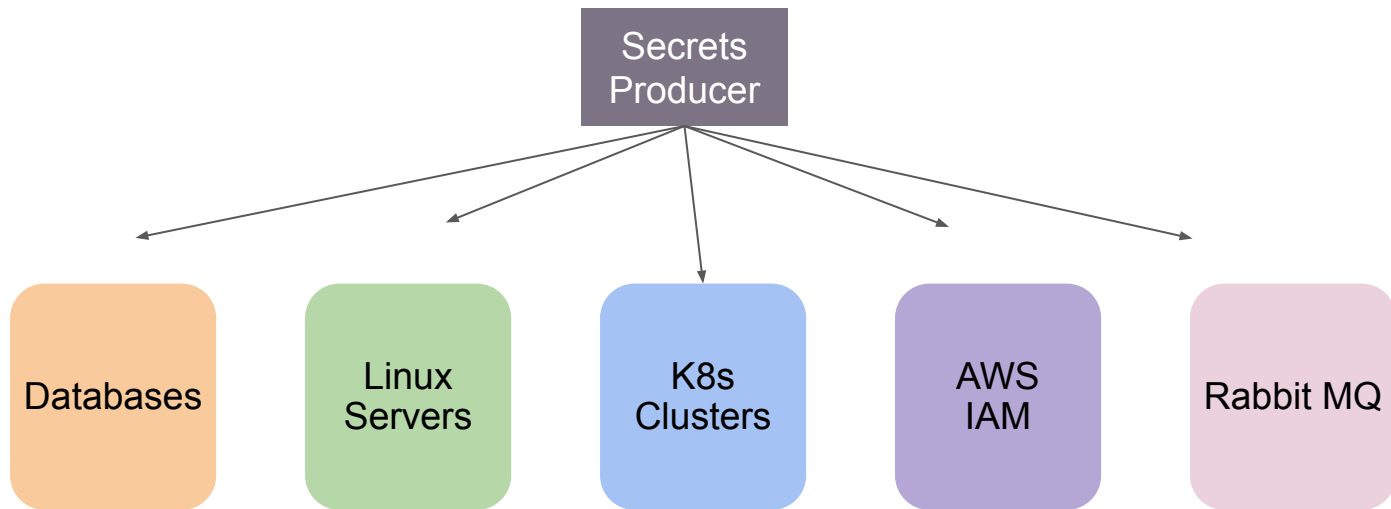 Secrets
Producer
Databases
Linux
Servers
K8s
Clusters
AWS
IAM
Rabbit MQ